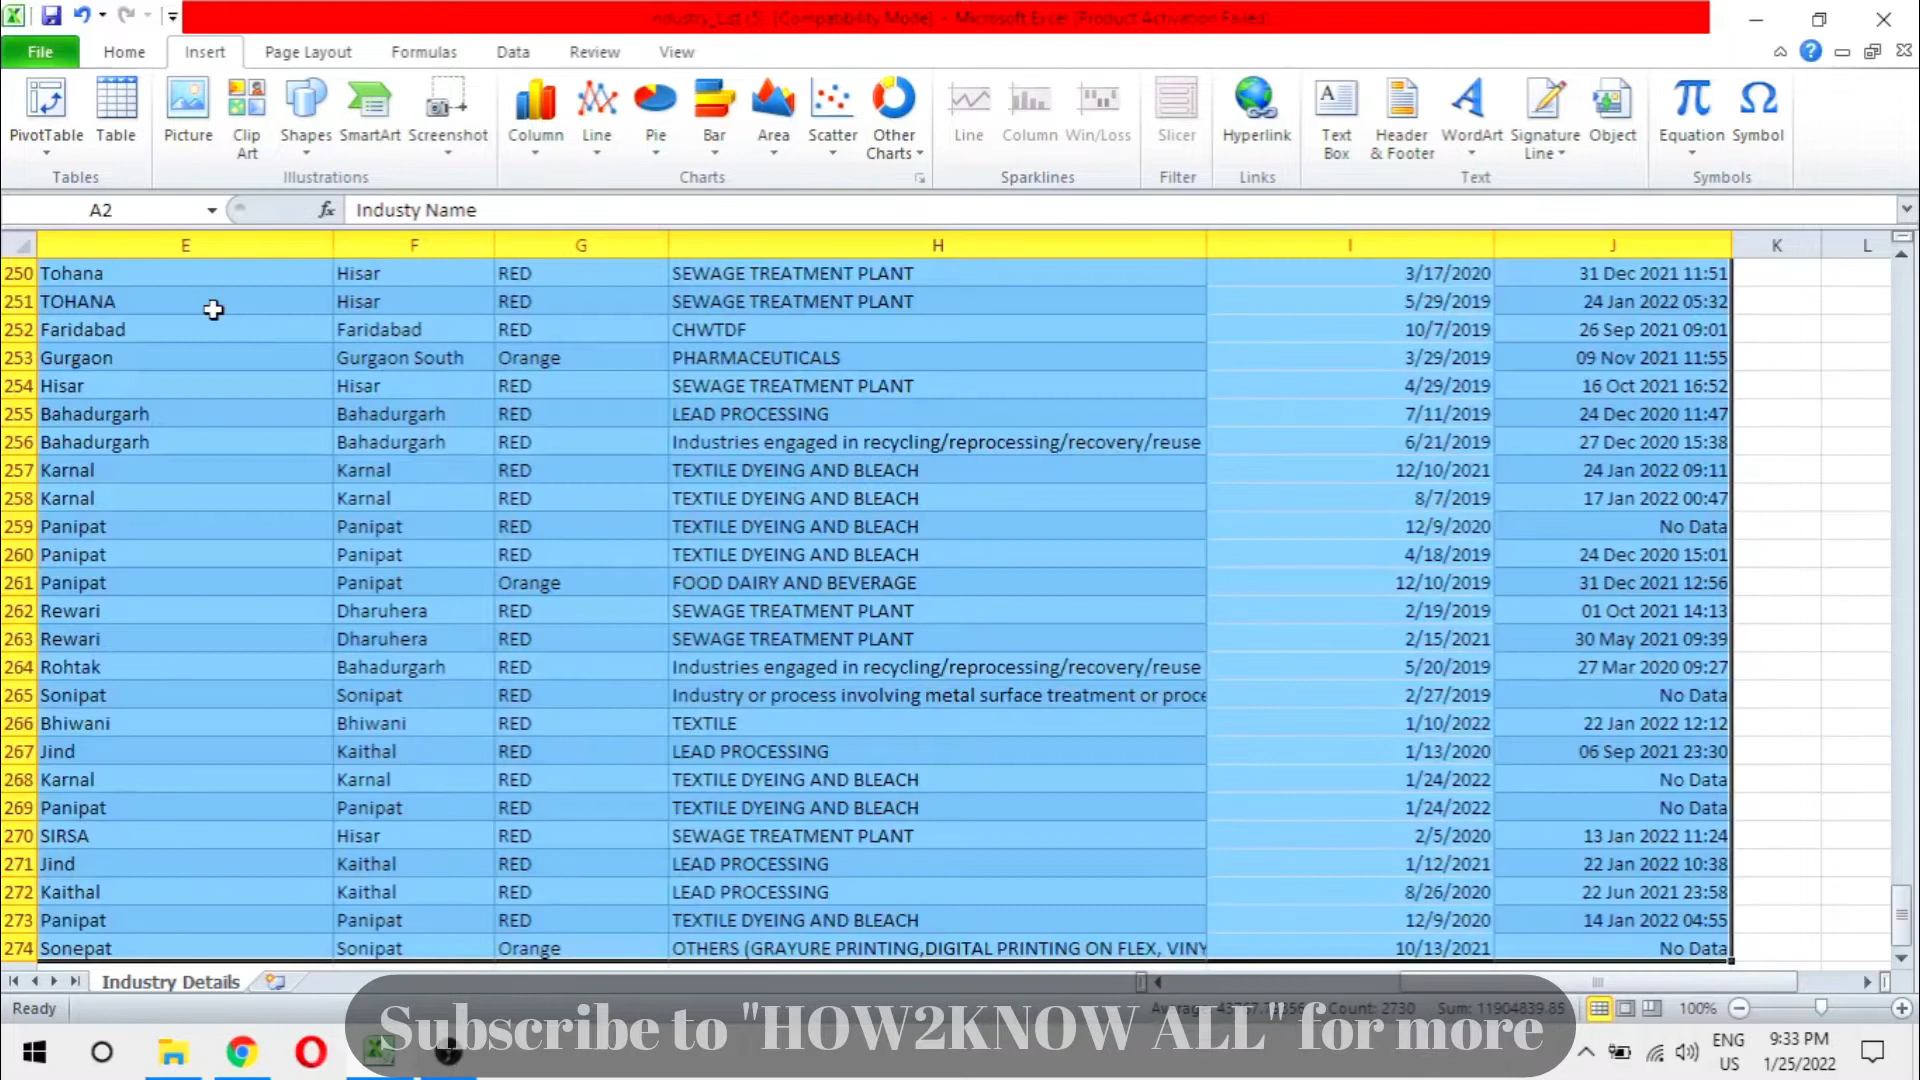 Industry_List (5) [Compatibility Mode] - Microsoft Excel (Product Activation Failed)
File Home Insert Page Layout Formulas Data Review View
PivotTable Table Picture Clip Art Shapes SmartArt Screenshot Column Line Pie Bar Area Scatter Other Charts Line Column Win/Loss Slicer Hyperlink Text Box Header & Footer WordArt Signature Line Object Equation Symbol
Tables Illustrations Charts Sparklines Filter Links Text Symbols
A2 fx Industy Name
E F G H I J K L
250 Tohana Hisar RED SEWAGE TREATMENT PLANT 3/17/2020 31 Dec 2021 11:51
251 TOHANA Hisar RED SEWAGE TREATMENT PLANT 5/29/2019 24 Jan 2022 05:32
252 Faridabad Faridabad RED CHWTDF 10/7/2019 26 Sep 2021 09:01
253 Gurgaon Gurgaon South Orange PHARMACEUTICALS 3/29/2019 09 Nov 2021 11:55
254 Hisar Hisar RED SEWAGE TREATMENT PLANT 4/29/2019 16 Oct 2021 16:52
255 Bahadurgarh Bahadurgarh RED LEAD PROCESSING 7/11/2019 24 Dec 2020 11:47
256 Bahadurgarh Bahadurgarh RED Industries engaged in recycling/reprocessing/recovery/reuse 6/21/2019 27 Dec 2020 15:38
257 Karnal Karnal RED TEXTILE DYEING AND BLEACH 12/10/2021 24 Jan 2022 09:11
258 Karnal Karnal RED TEXTILE DYEING AND BLEACH 8/7/2019 17 Jan 2022 00:47
259 Panipat Panipat RED TEXTILE DYEING AND BLEACH 12/9/2020 No Data
260 Panipat Panipat RED TEXTILE DYEING AND BLEACH 4/18/2019 24 Dec 2020 15:01
261 Panipat Panipat Orange FOOD DAIRY AND BEVERAGE 12/10/2019 31 Dec 2021 12:56
262 Rewari Dharuhera RED SEWAGE TREATMENT PLANT 2/19/2019 01 Oct 2021 14:13
263 Rewari Dharuhera RED SEWAGE TREATMENT PLANT 2/15/2021 30 May 2021 09:39
264 Rohtak Bahadurgarh RED Industries engaged in recycling/reprocessing/recovery/reuse 5/20/2019 27 Mar 2020 09:27
265 Sonipat Sonipat RED Industry or process involving metal surface treatment or proce 2/27/2019 No Data
266 Bhiwani Bhiwani RED TEXTILE 1/10/2022 22 Jan 2022 12:12
267 Jind Kaithal RED LEAD PROCESSING 1/13/2020 06 Sep 2021 23:30
268 Karnal Karnal RED TEXTILE DYEING AND BLEACH 1/24/2022 No Data
269 Panipat Panipat RED TEXTILE DYEING AND BLEACH 1/24/2022 No Data
270 SIRSA Hisar RED SEWAGE TREATMENT PLANT 2/5/2020 13 Jan 2022 11:24
271 Jind Kaithal RED LEAD PROCESSING 1/12/2021 22 Jan 2022 10:38
272 Kaithal Kaithal RED LEAD PROCESSING 8/26/2020 22 Jun 2021 23:58
273 Panipat Panipat RED TEXTILE DYEING AND BLEACH 12/9/2020 14 Jan 2022 04:55
274 Sonepat Sonipat Orange OTHERS (GRAYURE PRINTING,DIGITAL PRINTING ON FLEX, VINY 10/13/2021 No Data
Industry Details
Ready Average: Count: 2730 Sum: 11904839.85 100%
Subscribe to "HOW2KNOW ALL" for more
ENG 9:33 PM
US 1/25/2022